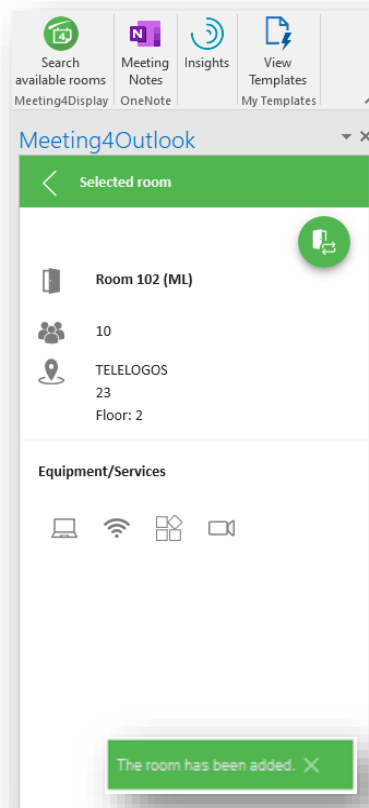 4
N
Search
available rooms
Meeting
Notes
Insights
View
Templates
Meeting4Display
OneNote
My Templates
Meeting4Outlook
Selected room
Room 102 (ML)
10
TELELOGOS
23
Floor: 2
Equipment/Services
The room has been added.